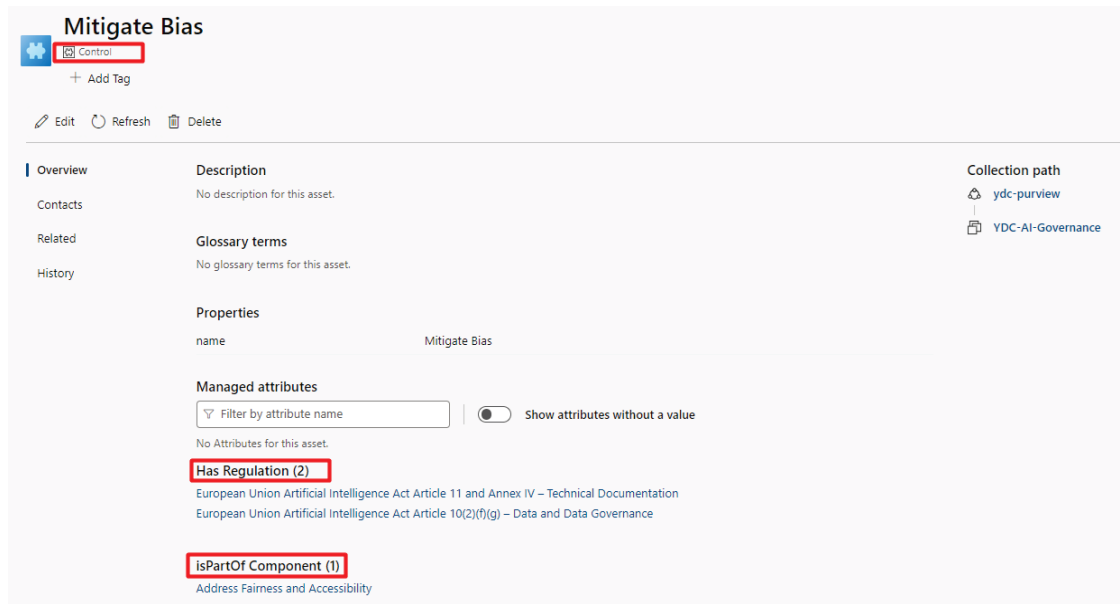 Mitigate Bias
Control
Add Tag
Edit Refresh Delete
Overview
Contacts
Related
History
Description
No description for this asset.
Glossary terms
No glossary terms for this asset.
Properties
name Mitigate Bias
Managed attributes
Filter by attribute name Show attributes without a value
No Attributes for this asset.
Has Regulation (2)
European Union Artificial Intelligence Act Article 11 and Annex IV – Technical Documentation
European Union Artificial Intelligence Act Article 10(2)(f)(g) – Data and Data Governance
isPartOf Component (1)
Address Fairness and Accessibility
Collection path
ydc-purview
YDC-AI-Governance